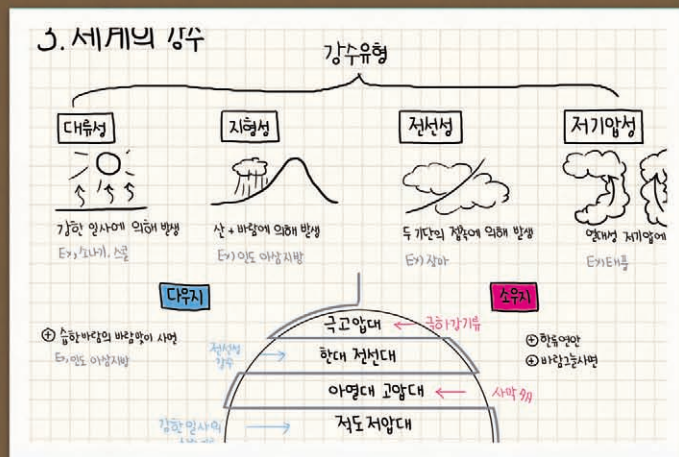 3. 세계의 강수
강수유형
대류성
지형성
전선성
저기압성
강한 일사에 의해 발생
산 + 바람에 의해 발생
두 기단의 접촉에 의해 발생
열대성 저기압에
Ex) 소나기, 스콜
Ex) 인도 아삼지방
Ex) 장마
Ex) 태풍
다우지
소우지
⊕ 습한바람의 바람맞이 사면
Ex) 인도 아삼지방
극고압대 ← 극하강기류
⊕ 한류연안
⊕ 바람그늘사면
전선성 강수 → 한대 전선대
아열대 고압대 ← 사막
강한일사의 → 적도저압대